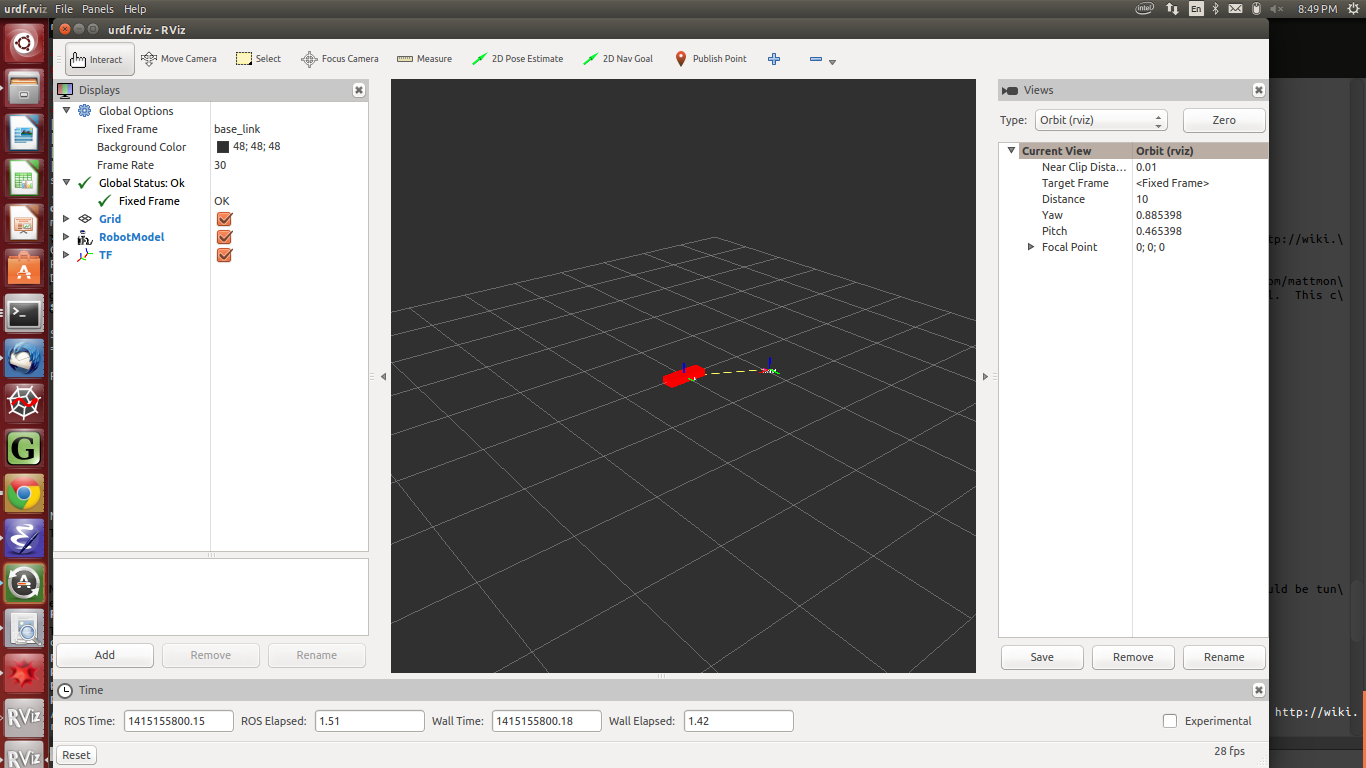 urdf.rviz File Panels Help
En 8:49 PM
urdf.rviz - RViz
Interact Move Camera Select Focus Camera Measure 2D Pose Estimate 2D Nav Goal Publish Point
Displays
Global Options
Fixed Frame base_link
Background Color 48; 48; 48
Frame Rate 30
Global Status: Ok
Fixed Frame OK
Grid
RobotModel
TF
Add Remove Rename
Views
Type: Orbit (rviz) Zero
Current View Orbit (rviz)
Near Clip Dista... 0.01
Target Frame <Fixed Frame>
Distance 10
Yaw 0.885398
Pitch 0.465398
Focal Point 0; 0; 0
Save Remove Rename
tp://wiki.\
om/mattmon\
l. This c\
uld be tun\
http://wiki.
Time
ROS Time: 1415155800.15 ROS Elapsed: 1.51 Wall Time: 1415155800.18 Wall Elapsed: 1.42 Experimental
Reset 28 fps
RViz
RViz